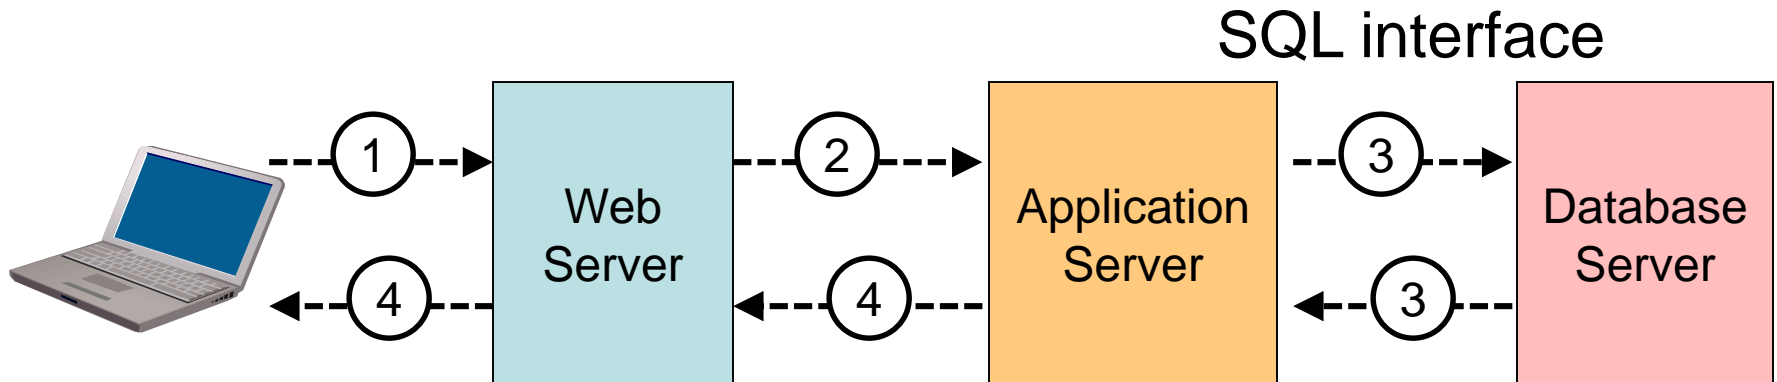 SQL interface
1
2
3
Web
Server
Application
Server
Database
Server
4
4
3